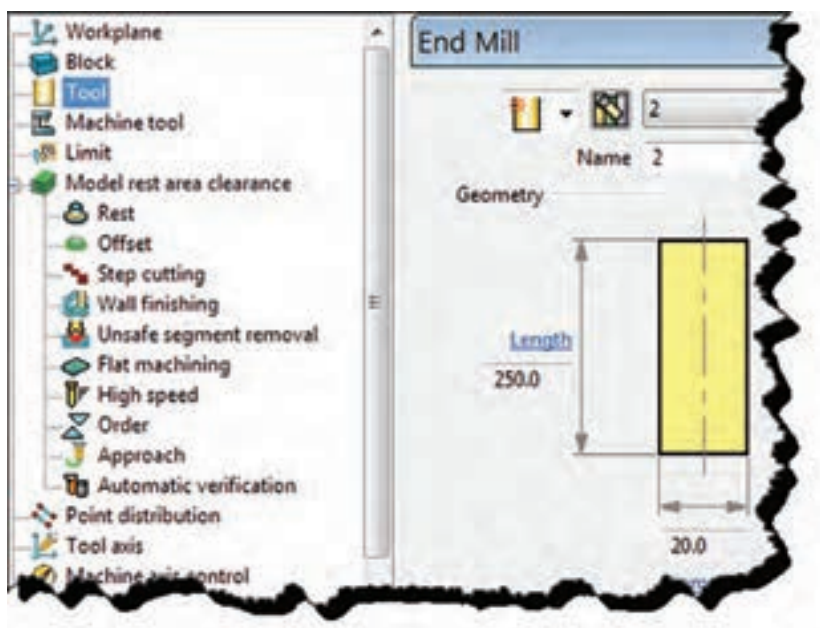 Workplane
Block
Tool
Machine tool
Limit
Model rest area clearance
Rest
Offset
Step cutting
Wall finishing
Unsafe segment removal
Flat machining
High speed
Order
Approach
Automatic verification
Point distribution
Tool axis
Machine axis control
End Mill
2
Name 2
Geometry
Length
250.0
20.0